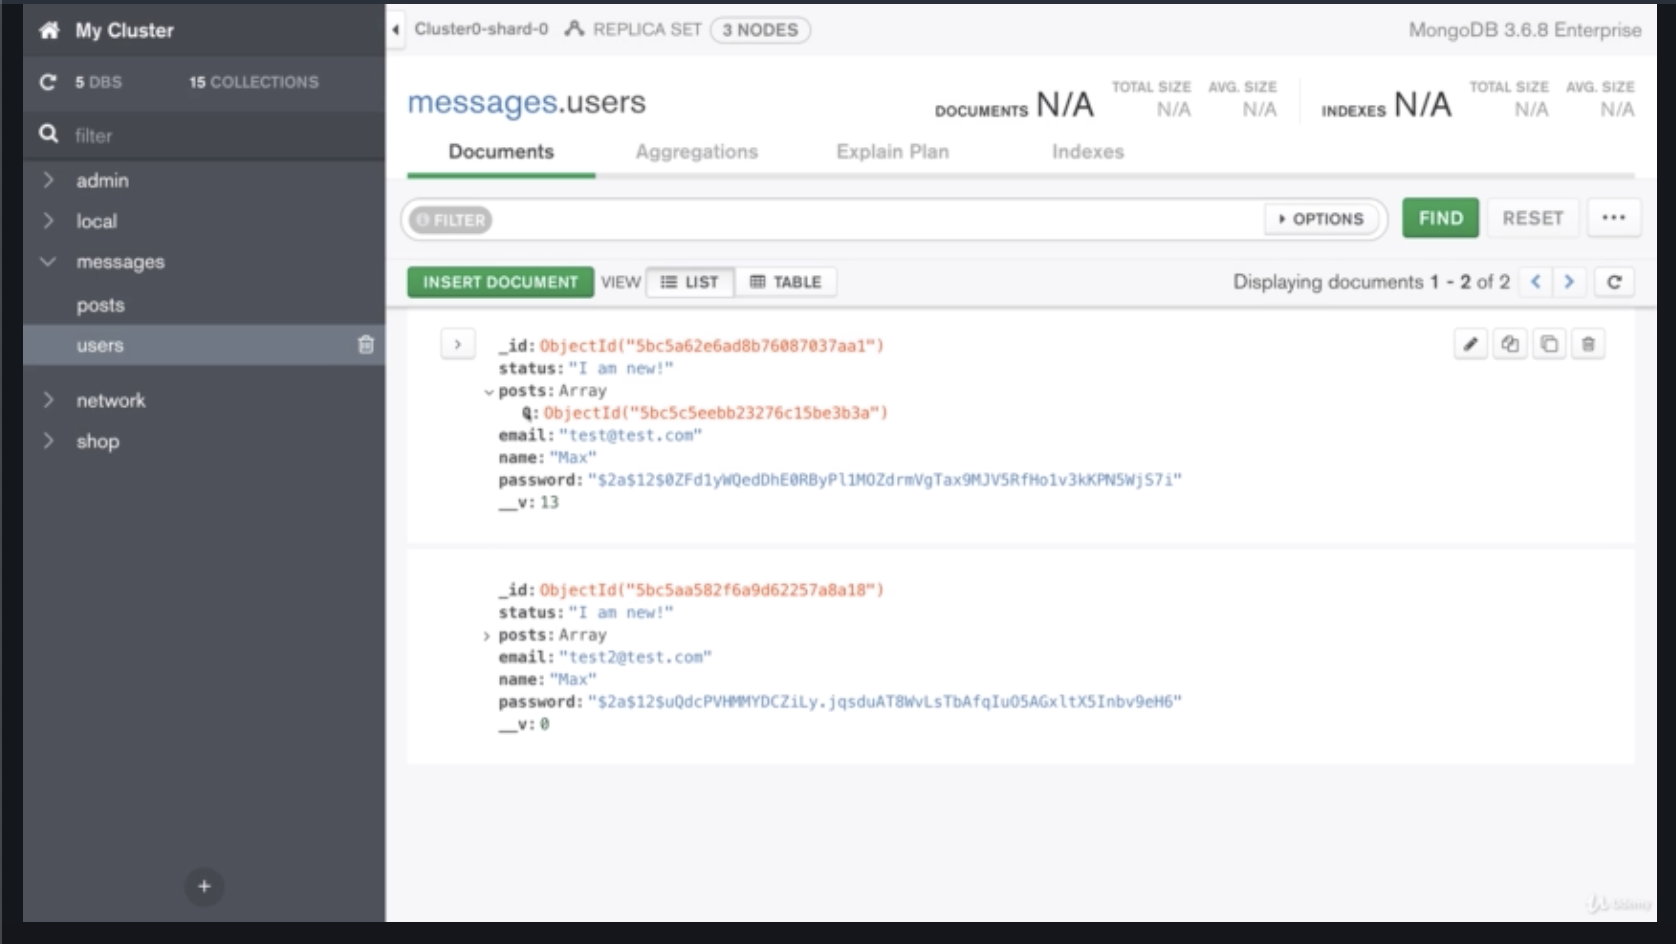 My Cluster
5 DBS 15 COLLECTIONS
filter
admin
local
messages
posts
users
network
shop
+
Cluster0-shard-0 REPLICA SET 3 NODES MongoDB 3.6.8 Enterprise
messages.users
DOCUMENTS N/A TOTAL SIZE N/A AVG. SIZE N/A INDEXES N/A TOTAL SIZE N/A AVG. SIZE N/A
Documents Aggregations Explain Plan Indexes
FILTER OPTIONS FIND RESET ...
INSERT DOCUMENT VIEW LIST TABLE Displaying documents 1 - 2 of 2
_id: ObjectId("5bc5a62e6ad8b76087037aa1")
status: "I am new!"
posts: Array
0: ObjectId("5bc5c5eebb23276c15be3b3a")
email: "test@test.com"
name: "Max"
password: "$2a$12$0ZFd1yWQedDhE0RByPl1MOZdrmVgTax9MJV5RfHo1v3kKPN5WjS7i"
__v: 13
_id: ObjectId("5bc5aa582f6a9d62257a8a18")
status: "I am new!"
posts: Array
email: "test2@test.com"
name: "Max"
password: "$2a$12$uQdcPVHMMYDCZiLy.jqsduAT8WvLsTbAfqIuO5AGxltX5Inbv9eH6"
__v: 0
Udemy